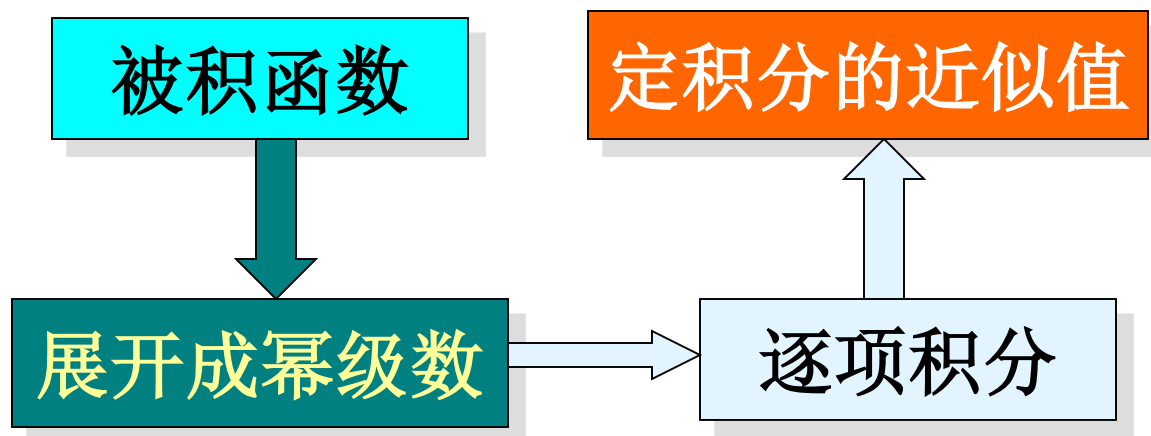 被积函数
定积分的近似值
展开成幂级数
逐项积分